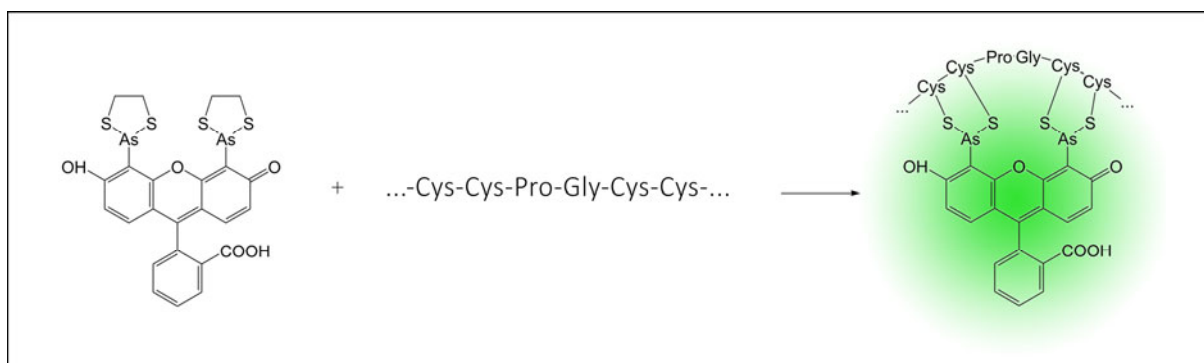 S S S S
As As
OH O O
COOH
+
...-Cys-Cys-Pro-Gly-Cys-Cys-...
Pro Gly
Cys Cys
Cys Cys
... ...
S S S S
As As
OH O O
COOH